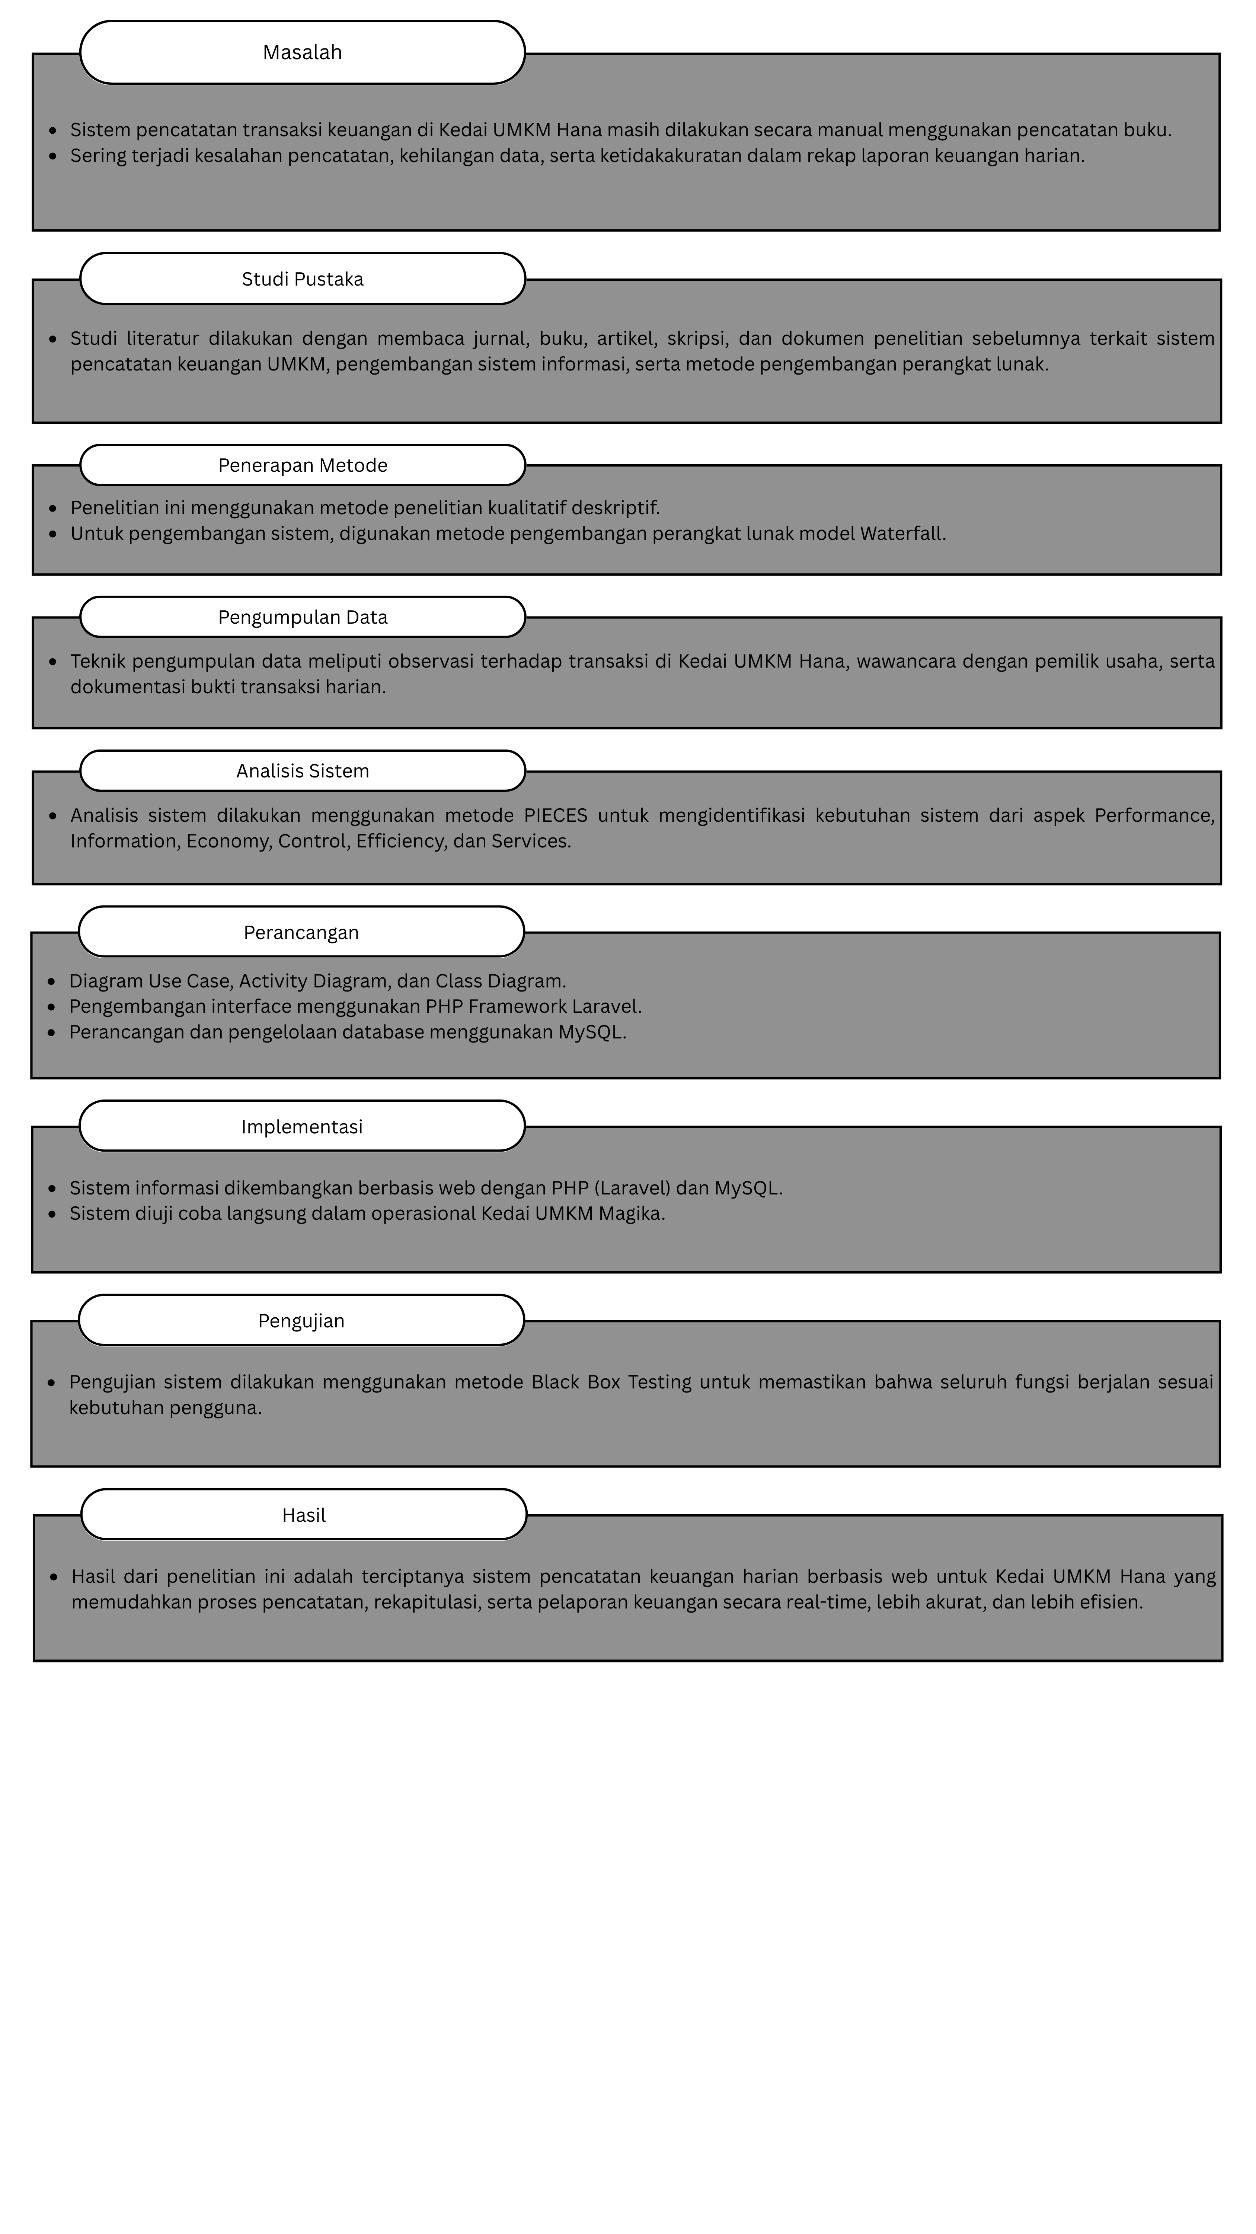 Masalah
• Sistem pencatatan transaksi keuangan di Kedai UMKM Hana masih dilakukan secara manual menggunakan pencatatan buku.
• Sering terjadi kesalahan pencatatan, kehilangan data, serta ketidakakuratan dalam rekap laporan keuangan harian.
Studi Pustaka
• Studi literatur dilakukan dengan membaca jurnal, buku, artikel, skripsi, dan dokumen penelitian sebelumnya terkait sistem
pencatatan keuangan UMKM, pengembangan sistem informasi, serta metode pengembangan perangkat lunak.
Penerapan Metode
• Penelitian ini menggunakan metode penelitian kualitatif deskriptif.
• Untuk pengembangan sistem, digunakan metode pengembangan perangkat lunak model Waterfall.
Pengumpulan Data
• Teknik pengumpulan data meliputi observasi terhadap transaksi di Kedai UMKM Hana, wawancara dengan pemilik usaha, serta
dokumentasi bukti transaksi harian.
Analisis Sistem
• Analisis sistem dilakukan menggunakan metode PIECES untuk mengidentifikasi kebutuhan sistem dari aspek Performance,
Information, Economy, Control, Efficiency, dan Services.
Perancangan
• Diagram Use Case, Activity Diagram, dan Class Diagram.
• Pengembangan interface menggunakan PHP Framework Laravel.
• Perancangan dan pengelolaan database menggunakan MySQL.
Implementasi
• Sistem informasi dikembangkan berbasis web dengan PHP (Laravel) dan MySQL.
• Sistem diuji coba langsung dalam operasional Kedai UMKM Magika.
Pengujian
• Pengujian sistem dilakukan menggunakan metode Black Box Testing untuk memastikan bahwa seluruh fungsi berjalan sesuai
kebutuhan pengguna.
Hasil
• Hasil dari penelitian ini adalah terciptanya sistem pencatatan keuangan harian berbasis web untuk Kedai UMKM Hana yang
memudahkan proses pencatatan, rekapitulasi, serta pelaporan keuangan secara real-time, lebih akurat, dan lebih efisien.